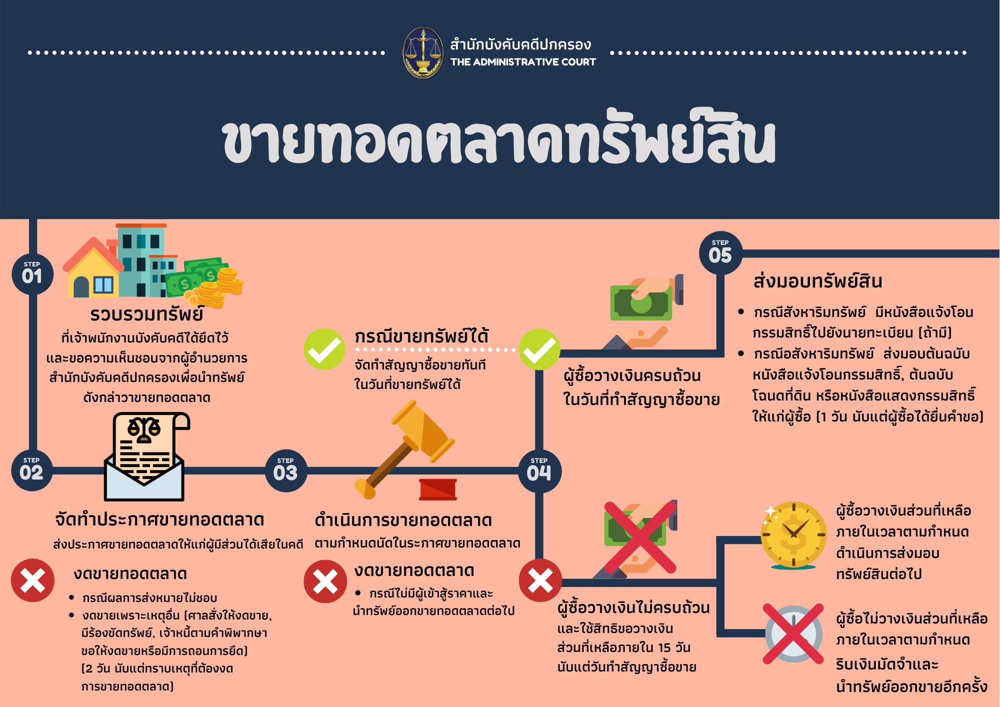 สำนักบังคับคดีปกครอง
THE ADMINISTRATIVE COURT
ขายทอดตลาดทรัพย์สิน
STEP
01
รวบรวมทรัพย์
ที่เจ้าพนักงานบังคับคดีได้ยึดไว้
และขอความเห็นชอบจากผู้อำนวยการ
สำนักบังคับคดีปกครองเพื่อนำทรัพย์
ดังกล่าวาขายทอดตลาด
STEP
02
จัดทำประกาศขายทอดตลาด
ส่งประกาศขายทอดตลาดให้แก่ผู้มีส่วนได้เสียในคดี
งดขายทอดตลาด
• กรณีผลการส่งหมายไม่ชอบ
• งดขายเพราะเหตุอื่น (ศาลสั่งให้งดขาย,
มีร้องขัดทรัพย์, เจ้าหนี้ตามคำพิพากษา
ขอให้งดขายหรือมีการถอนการยึด)
(2 วัน นับแต่ทราบเหตุที่ต้องงด
การขายทอดตลาด)
STEP
03
ดำเนินการขายทอดตลาด
ตามกำหนดนัดในระกาศขายทอดตลาด
กรณีขายทรัพย์ได้
จัดทำสัญญาซื้อขายทันที
ในวันที่ขายทรัพย์ได้
งดขายทอดตลาด
• กรณีไม่มีผู้เข้าสู้ราคาและ
นำทรัพย์ออกขายทอดตลาดต่อไป
STEP
04
ผู้ซื้อวางเงินครบถ้วน
ในวันที่ทำสัญญาซื้อขาย
ผู้ซื้อวางเงินไม่ครบถ้วน
และใช้สิทธิขอวางเงิน
ส่วนที่เหลือภายใน 15 วัน
นับแต่วันทำสัญญาซื้อขาย
ผู้ซื้อวางเงินส่วนที่เหลือ
ภายในเวลาตามกำหนด
ดำเนินการส่งมอบ
ทรัพย์สินต่อไป
ผู้ซื้อไม่วางเงินส่วนที่เหลือ
ภายในเวลาตามกำหนด
ริบเงินมัดจำและ
นำทรัพย์ออกขายอีกครั้ง
STEP
05
ส่งมอบทรัพย์สิน
• กรณีสังหาริมทรัพย์ มีหนังสือแจ้งโอน
กรรมสิทธิ์ไปยังนายทะเบียน (ถ้ามี)
• กรณีอสังหาริมทรัพย์ ส่งมอบต้นฉบับ
หนังสือแจ้งโอนกรรมสิทธิ์, ต้นฉบับ
โฉนดที่ดิน หรือหนังสือแสดงกรรมสิทธิ์
ให้แก่ผู้ซื้อ (1 วัน นับแต่ผู้ซื้อได้ยื่นคำขอ)